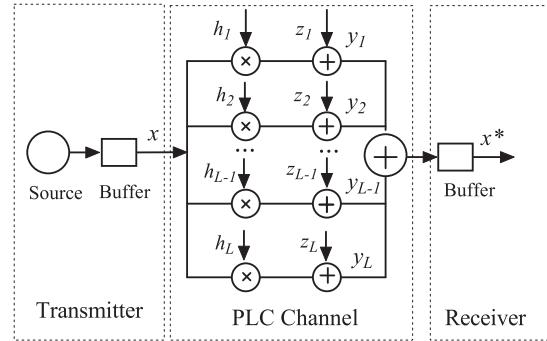 h1 z1 y1
× +
h2 z2 y2
× +
x
... ...
+
x*
Source Buffer
Buffer
hL-1 zL-1 yL-1
× +
hL zL yL
× +
Transmitter
PLC Channel
Receiver